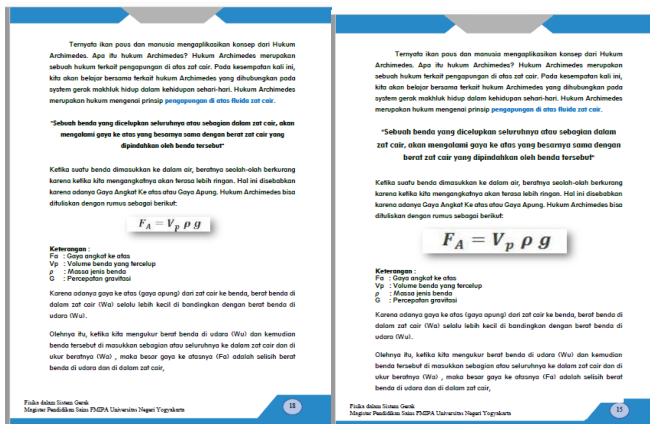 Ternyata ikan paus dan manusia mengaplikasikan konsep dari Hukum
Archimedes. Apa itu hukum Archimedes? Hukum Archimedes merupakan
sebuah hukum terkait pengapungan di atas zat cair. Pada kesempatan kali ini,
kita akan belajar bersama terkait hukum Archimedes yang dihubungkan pada
system gerak makhluk hidup dalam kehidupan sehari-hari. Hukum Archimedes
merupakan hukum mengenai prinsip pengapungan di atas fluida zat cair.
"Sebuah benda yang dicelupkan seluruhnya atau sebagian dalam zat cair, akan
mengalami gaya ke atas yang besarnya sama dengan berat zat cair yang
dipindahkan oleh benda tersebut"
Ketika suatu benda dimasukkan ke dalam air, beratnya seolah-olah berkurang
karena ketika kita mengangkatnya akan terasa lebih ringan. Hal ini disebabkan
karena adanya Gaya Angkat Ke atas atau Gaya Apung. Hukum Archimedes bisa
dituliskan dengan rumus sebagai berikut:
F_A = V_p ρ g
Keterangan :
Fa : Gaya angkat ke atas
Vp : Volume benda yang tercelup
ρ : Massa jenis benda
G : Percepatan gravitasi
Karena adanya gaya ke atas (gaya apung) dari zat cair ke benda, berat benda di
dalam zat cair (Wa) selalu lebih kecil di bandingkan dengan berat benda di
udara (Wu).
Olehnya itu, ketika kita mengukur berat benda di udara (Wu) dan kemudian
benda tersebut di masukkan sebagian atau seluruhnya ke dalam zat cair dan di
ukur beratnya (Wa) , maka besar gaya ke atasnya (Fa) adalah selisih berat
benda di udara dan di dalam zat cair,
Fisika dalam Sistem Gerak
Magister Pendidikan Sains FMIPA Universitas Negeri Yogyakarta
18
Ternyata ikan paus dan manusia mengaplikasikan konsep dari Hukum
Archimedes. Apa itu hukum Archimedes? Hukum Archimedes merupakan
sebuah hukum terkait pengapungan di atas zat cair. Pada kesempatan kali ini,
kita akan belajar bersama terkait hukum Archimedes yang dihubungkan pada
system gerak makhluk hidup dalam kehidupan sehari-hari. Hukum Archimedes
merupakan hukum mengenai prinsip pengapungan di atas fluida zat cair.
"Sebuah benda yang dicelupkan seluruhnya atau sebagian dalam
zat cair, akan mengalami gaya ke atas yang besarnya sama dengan
berat zat cair yang dipindahkan oleh benda tersebut"
Ketika suatu benda dimasukkan ke dalam air, beratnya seolah-olah berkurang
karena ketika kita mengangkatnya akan terasa lebih ringan. Hal ini disebabkan
karena adanya Gaya Angkat Ke atas atau Gaya Apung. Hukum Archimedes bisa
dituliskan dengan rumus sebagai berikut:
F_A = V_p ρ g
Keterangan :
Fa : Gaya angkat ke atas
Vp : Volume benda yang tercelup
ρ : Massa jenis benda
G : Percepatan gravitasi
Karena adanya gaya ke atas (gaya apung) dari zat cair ke benda, berat benda di
dalam zat cair (Wa) selalu lebih kecil di bandingkan dengan berat benda di
udara (Wu).
Olehnya itu, ketika kita mengukur berat benda di udara (Wu) dan kemudian
benda tersebut di masukkan sebagian atau seluruhnya ke dalam zat cair dan di
ukur beratnya (Wa) , maka besar gaya ke atasnya (Fa) adalah selisih berat
benda di udara dan di dalam zat cair,
Fisika dalam Sistem Gerak
Magister Pendidikan Sains FMIPA Universitas Negeri Yogyakarta
15